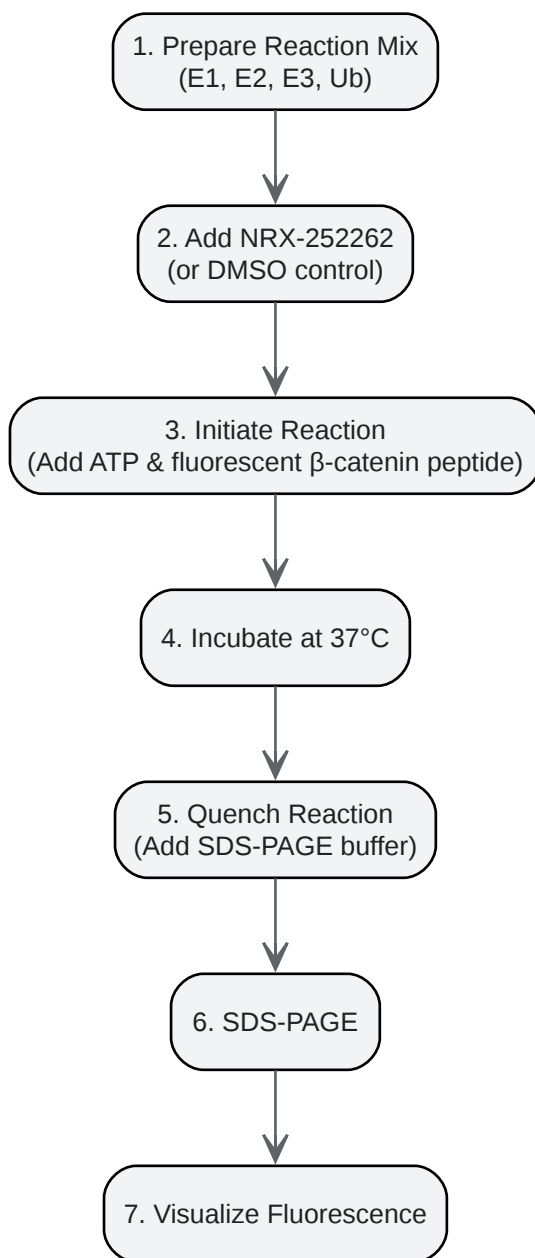 1. Prepare Reaction Mix
(E1, E2, E3, Ub)
2. Add NRX-252262
(or DMSO control)
3. Initiate Reaction
(Add ATP & fluorescent β-catenin peptide)
4. Incubate at 37°C
5. Quench Reaction
(Add SDS-PAGE buffer)
6. SDS-PAGE
7. Visualize Fluorescence